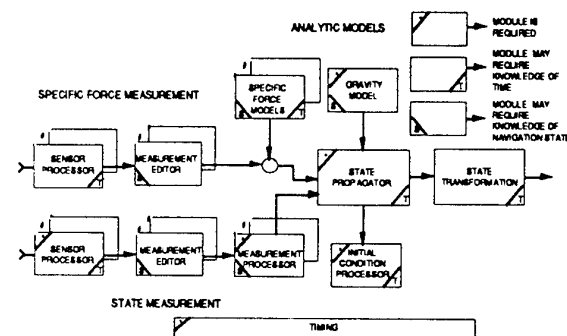 ANALYTIC MODELS
MODULE IS
REQUIRED
MODULE MAY
REQUIRE
KNOWLEDGE OF
TIME
MODULE MAY
REQUIRE
KNOWLEDGE OF
NAVIGATION STATE
SPECIFIC FORCE MEASUREMENT
SPECIFIC
FORCE
MODELS
S
T
GRAVITY
MODEL
S
T
S
SENSOR
PROCESSOR
T
MEASUREMENT
EDITOR
S
STATE
PROPAGATOR
T
STATE
TRANSFORMATION
T
SENSOR
PROCESSOR
T
MEASUREMENT
EDITOR
S
MEASUREMENT
PROCESSOR
S
INITIAL
CONDITION
PROCESSOR
T
STATE MEASUREMENT
TIMING